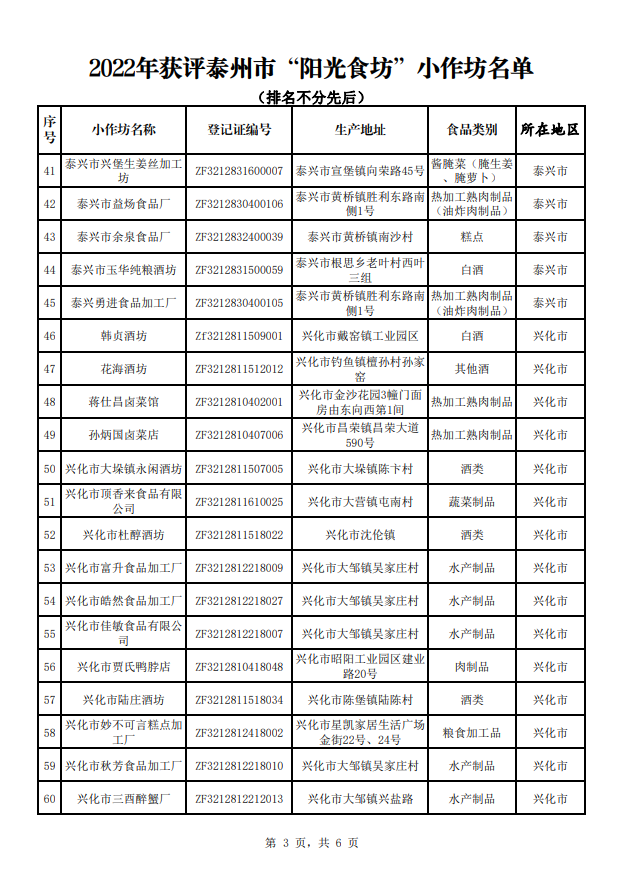 2022年获评泰州市“阳光食坊”小作坊名单
（排名不分先后）
序号 小作坊名称 登记证编号 生产地址 食品类别 所在地区
41 泰兴市兴堡生姜丝加工坊 ZF3212831600007 泰兴市宣堡镇向荣路45号 酱腌菜（腌生姜、腌萝卜） 泰兴市
42 泰兴市益炀食品厂 ZF3212830400106 泰兴市黄桥镇胜利东路南侧1号 热加工熟肉制品（油炸肉制品） 泰兴市
43 泰兴市余泉食品厂 ZF3212832400039 泰兴市黄桥镇南沙村 糕点 泰兴市
44 泰兴市玉华纯粮酒坊 ZF3212831500059 泰兴市根思乡老叶村西叶三组 白酒 泰兴市
45 泰兴勇进食品加工厂 ZF3212830400105 泰兴市黄桥镇胜利东路南侧1号 热加工熟肉制品（油炸肉制品） 泰兴市
46 韩贞酒坊 Zf3212811509001 兴化市戴窑镇工业园区 白酒 兴化市
47 花海酒坊 ZF3212811512012 兴化市钓鱼镇檀孙村孙家窑 其他酒 兴化市
48 蒋仕昌卤菜馆 ZF3212810402001 兴化市金沙花园3幢门面房由东向西第1间 热加工熟肉制品 兴化市
49 孙炳国卤菜店 ZF3212810407006 兴化市昌荣镇昌荣大道590号 热加工熟肉制品 兴化市
50 兴化市大垛镇永闲酒坊 ZF3212811507005 兴化市大垛镇陈卞村 酒类 兴化市
51 兴化市顶香来食品有限公司 ZF3212811610025 兴化市大营镇屯南村 蔬菜制品 兴化市
52 兴化市杜醇酒坊 ZF3212811518022 兴化市沈伦镇 酒类 兴化市
53 兴化市富升食品加工厂 ZF3212812218009 兴化市大邹镇吴家庄村 水产制品 兴化市
54 兴化市皓然食品加工厂 ZF3212812218027 兴化市大邹镇吴家庄村 水产制品 兴化市
55 兴化市佳敏食品有限公司 ZF3212812218007 兴化市大邹镇吴家庄村 水产制品 兴化市
56 兴化市贾氏鸭脖店 ZF3212810418048 兴化市昭阳工业园区建业路20号 肉制品 兴化市
57 兴化市陆庄酒坊 ZF3212811518034 兴化市陈堡镇陆陈村 酒类 兴化市
58 兴化市妙不可言糕点加工厂 ZF3212812418002 兴化市星凯家居生活广场金街22号、24号 粮食加工品 兴化市
59 兴化市秋芳食品加工厂 ZF3212812218010 兴化市大邹镇吴家庄村 水产制品 兴化市
60 兴化市三酉醉蟹厂 ZF3212812212013 兴化市大邹镇兴盐路 水产制品 兴化市
第 3 页，共 6 页